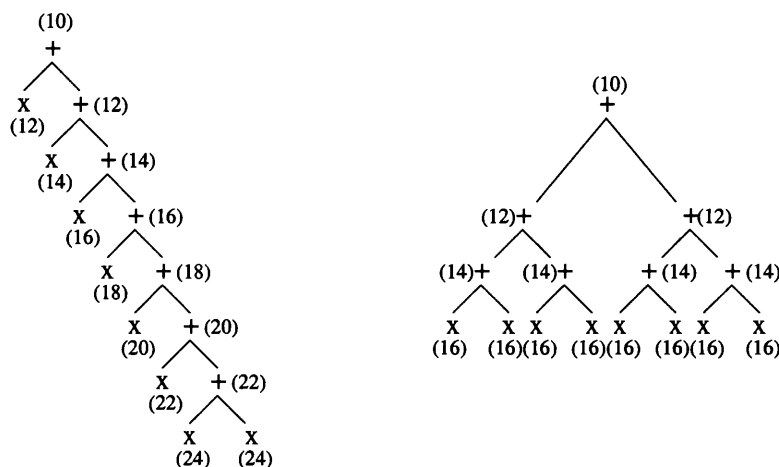 (10)
+
x + (12)
(12)
x + (14)
(14)
x + (16)
(16)
x + (18)
(18)
x + (20)
(20)
x + (22)
(22)
x x
(24) (24)
(10)
+
(12)+ +(12)
(14)+ (14)+ +(14) +(14)
x x x x x x x x
(16) (16)(16) (16)(16) (16)(16) (16)